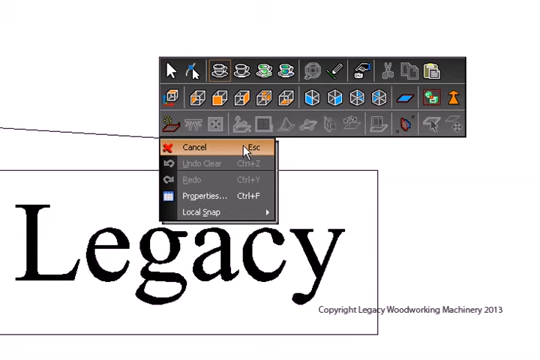 Cancel Esc
Undo Clear Ctrl+Z
Redo Ctrl+Y
Properties... Ctrl+F
Local Snap
Legacy
Copyright Legacy Woodworking Machinery 2013